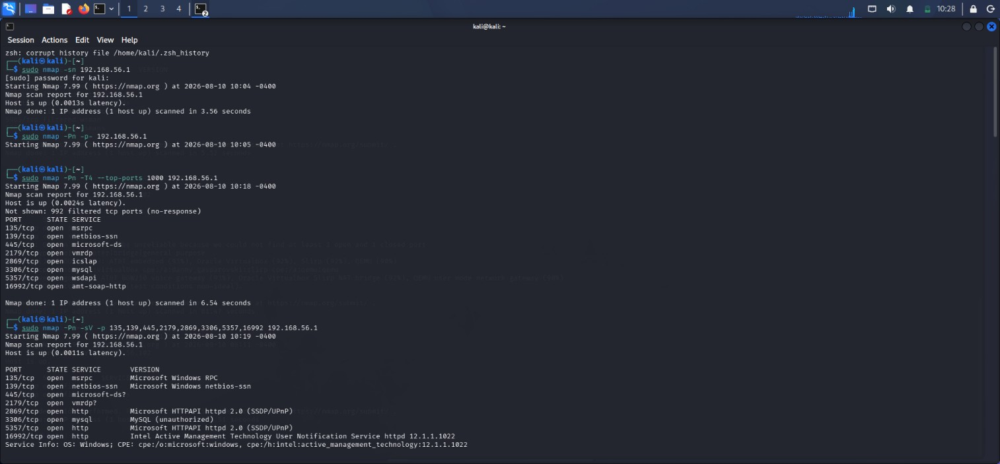 1 2 3 4 2 10:28
kali@kali: ~
Session Actions Edit View Help
zsh: corrupt history file /home/kali/.zsh_history
┌──(kali㉿kali)-[~]
└─$ sudo nmap -sn 192.168.56.1
[sudo] password for kali:
Starting Nmap 7.99 ( https://nmap.org ) at 2026-08-10 10:04 -0400
Nmap scan report for 192.168.56.1
Host is up (0.0013s latency).
Nmap done: 1 IP address (1 host up) scanned in 3.56 seconds
┌──(kali㉿kali)-[~]
└─$ sudo nmap -Pn -p- 192.168.56.1
Starting Nmap 7.99 ( https://nmap.org ) at 2026-08-10 10:05 -0400
┌──(kali㉿kali)-[~]
└─$ sudo nmap -Pn -T4 --top-ports 1000 192.168.56.1
Starting Nmap 7.99 ( https://nmap.org ) at 2026-08-10 10:18 -0400
Nmap scan report for 192.168.56.1
Host is up (0.0024s latency).
Not shown: 992 filtered tcp ports (no-response)
PORT STATE SERVICE
135/tcp open msrpc
139/tcp open netbios-ssn
445/tcp open microsoft-ds
2179/tcp open vmrdp
2869/tcp open icslap
3306/tcp open mysql
5357/tcp open wsdapi
16992/tcp open amt-soap-http
Nmap done: 1 IP address (1 host up) scanned in 6.54 seconds
┌──(kali㉿kali)-[~]
└─$ sudo nmap -Pn -sV -p 135,139,445,2179,2869,3306,5357,16992 192.168.56.1
Starting Nmap 7.99 ( https://nmap.org ) at 2026-08-10 10:19 -0400
Nmap scan report for 192.168.56.1
Host is up (0.0011s latency).
PORT STATE SERVICE VERSION
135/tcp open msrpc Microsoft Windows RPC
139/tcp open netbios-ssn Microsoft Windows netbios-ssn
445/tcp open microsoft-ds?
2179/tcp open vmrdp?
2869/tcp open http Microsoft HTTPAPI httpd 2.0 (SSDP/UPnP)
3306/tcp open mysql MySQL (unauthorized)
5357/tcp open http Microsoft HTTPAPI httpd 2.0 (SSDP/UPnP)
16992/tcp open http Intel Active Management Technology User Notification Service httpd 12.1.1.1022
Service Info: OS: Windows; CPE: cpe:/o:microsoft:windows, cpe:/h:intel:active_management_technology:12.1.1.1022